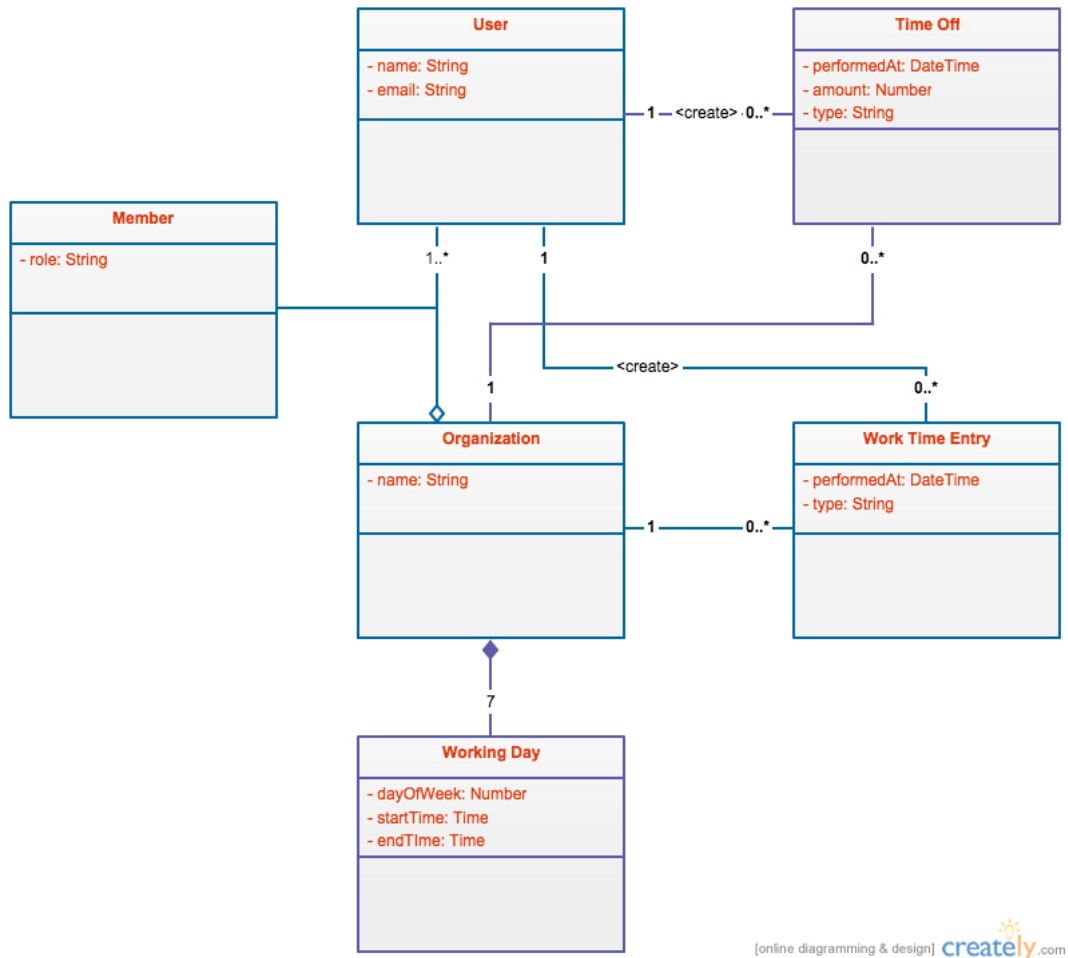 User
- name: String
- email: String
Time Off
- performedAt: DateTime
- amount: Number
- type: String
1
<create>
0..*
Member
- role: String
1..*
1
0..*
<create>
1
0..*
Organization
- name: String
Work Time Entry
- performedAt: DateTime
- type: String
1
0..*
7
Working Day
- dayOfWeek: Number
- startTime: Time
- endTIme: Time
[online diagramming & design] creately.com